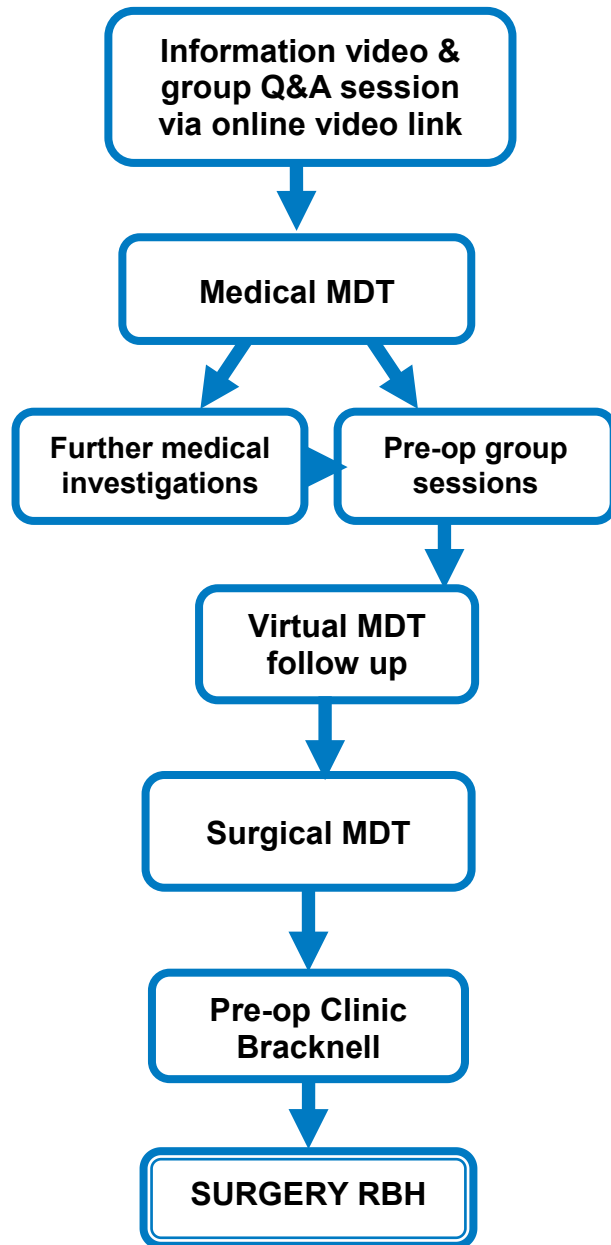 Information video &
group Q&A session
via online video link
Medical MDT
Further medical
investigations
Pre-op group
sessions
Virtual MDT
follow up
Surgical MDT
Pre-op Clinic
Bracknell
SURGERY RBH